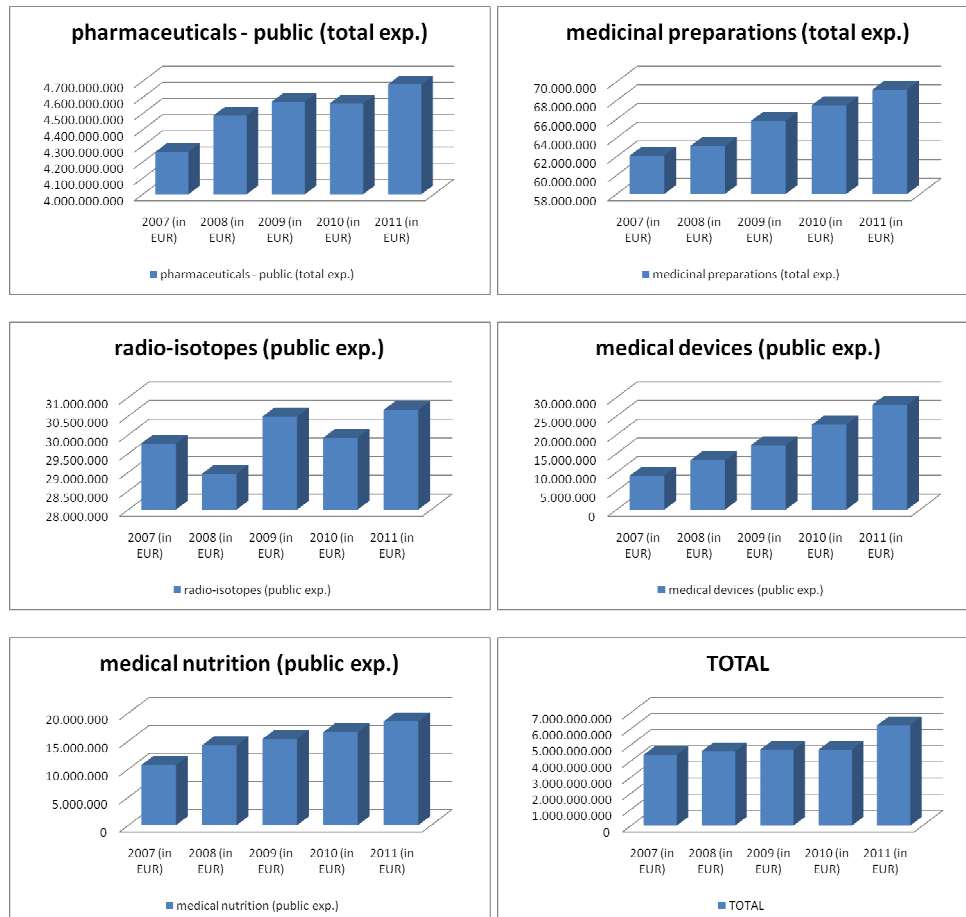 pharmaceuticals - public (total exp.)
4.700.000.000
4.600.000.000
4.500.000.000
4.400.000.000
4.300.000.000
4.200.000.000
4.100.000.000
4.000.000.000
2007 (in EUR)
2008 (in EUR)
2009 (in EUR)
2010 (in EUR)
2011 (in EUR)
pharmaceuticals - public (total exp.)
medicinal preparations (total exp.)
70.000.000
68.000.000
66.000.000
64.000.000
62.000.000
60.000.000
58.000.000
2007 (in EUR)
2008 (in EUR)
2009 (in EUR)
2010 (in EUR)
2011 (in EUR)
medicinal preparations (total exp.)
radio-isotopes (public exp.)
31.000.000
30.500.000
30.000.000
29.500.000
29.000.000
28.500.000
28.000.000
2007 (in EUR)
2008 (in EUR)
2009 (in EUR)
2010 (in EUR)
2011 (in EUR)
radio-isotopes (public exp.)
medical devices (public exp.)
30.000.000
25.000.000
20.000.000
15.000.000
10.000.000
5.000.000
0
2007 (in EUR)
2008 (in EUR)
2009 (in EUR)
2010 (in EUR)
2011 (in EUR)
medical devices (public exp.)
medical nutrition (public exp.)
20.000.000
15.000.000
10.000.000
5.000.000
0
2007 (in EUR)
2008 (in EUR)
2009 (in EUR)
2010 (in EUR)
2011 (in EUR)
medical nutrition (public exp.)
TOTAL
7.000.000.000
6.000.000.000
5.000.000.000
4.000.000.000
3.000.000.000
2.000.000.000
1.000.000.000
0
2007 (in EUR)
2008 (in EUR)
2009 (in EUR)
2010 (in EUR)
2011 (in EUR)
TOTAL